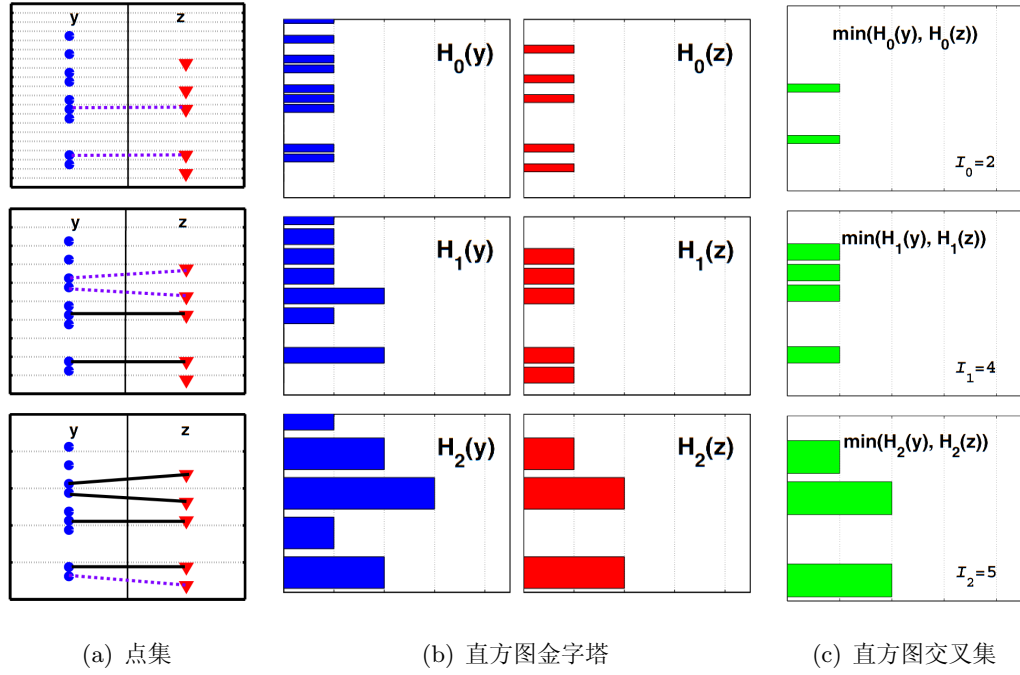 y z
H₀(y)
H₀(z)
min(H₀(y), H₀(z))
I₀=2
y z
H₁(y)
H₁(z)
min(H₁(y), H₁(z))
I₁=4
y z
H₂(y)
H₂(z)
min(H₂(y), H₂(z))
I₂=5
(a) 点集
(b) 直方图金字塔
(c) 直方图交叉集